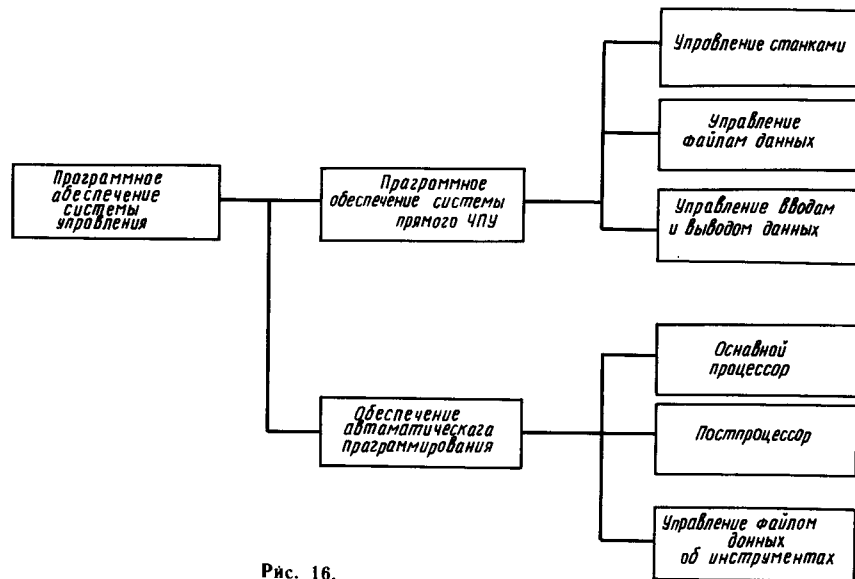 Программное
абеспечение
системы
управления
Праграммное
обеспечение системы
прямого ЧПУ
Управление станками
Управление
файлам данных
Управление вводам
и выводом данных
Обеспечение
автаматическага
праграммирования
Основной
процессор
Постпроцессор
Управление файлом
донных
об инструментах
Рис. 16.